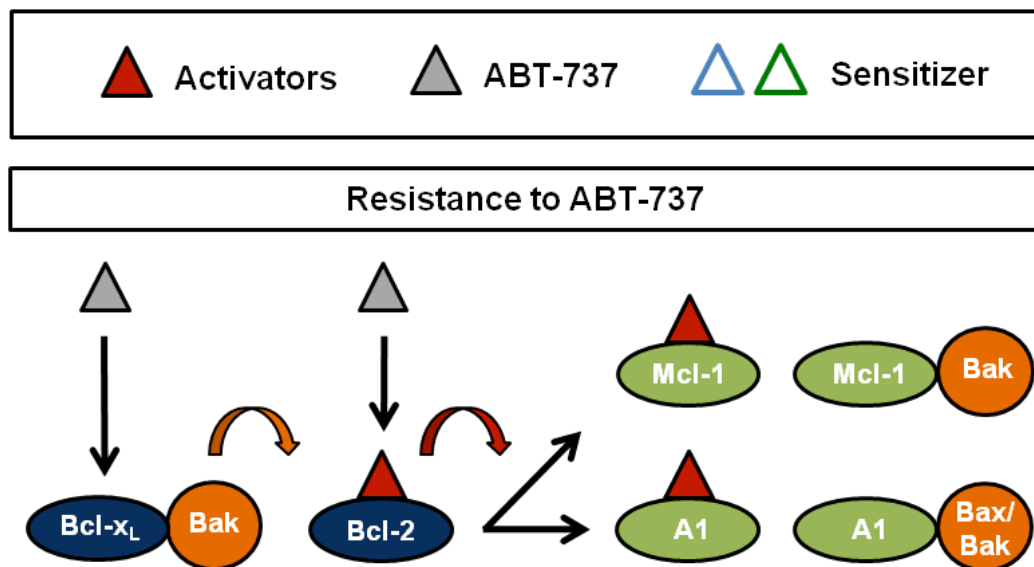 Activators
ABT-737
Sensitizer
Resistance to ABT-737
Mcl-1
Mcl-1
Bak
Bcl-xL
Bak
Bcl-2
A1
A1
Bax/
Bak